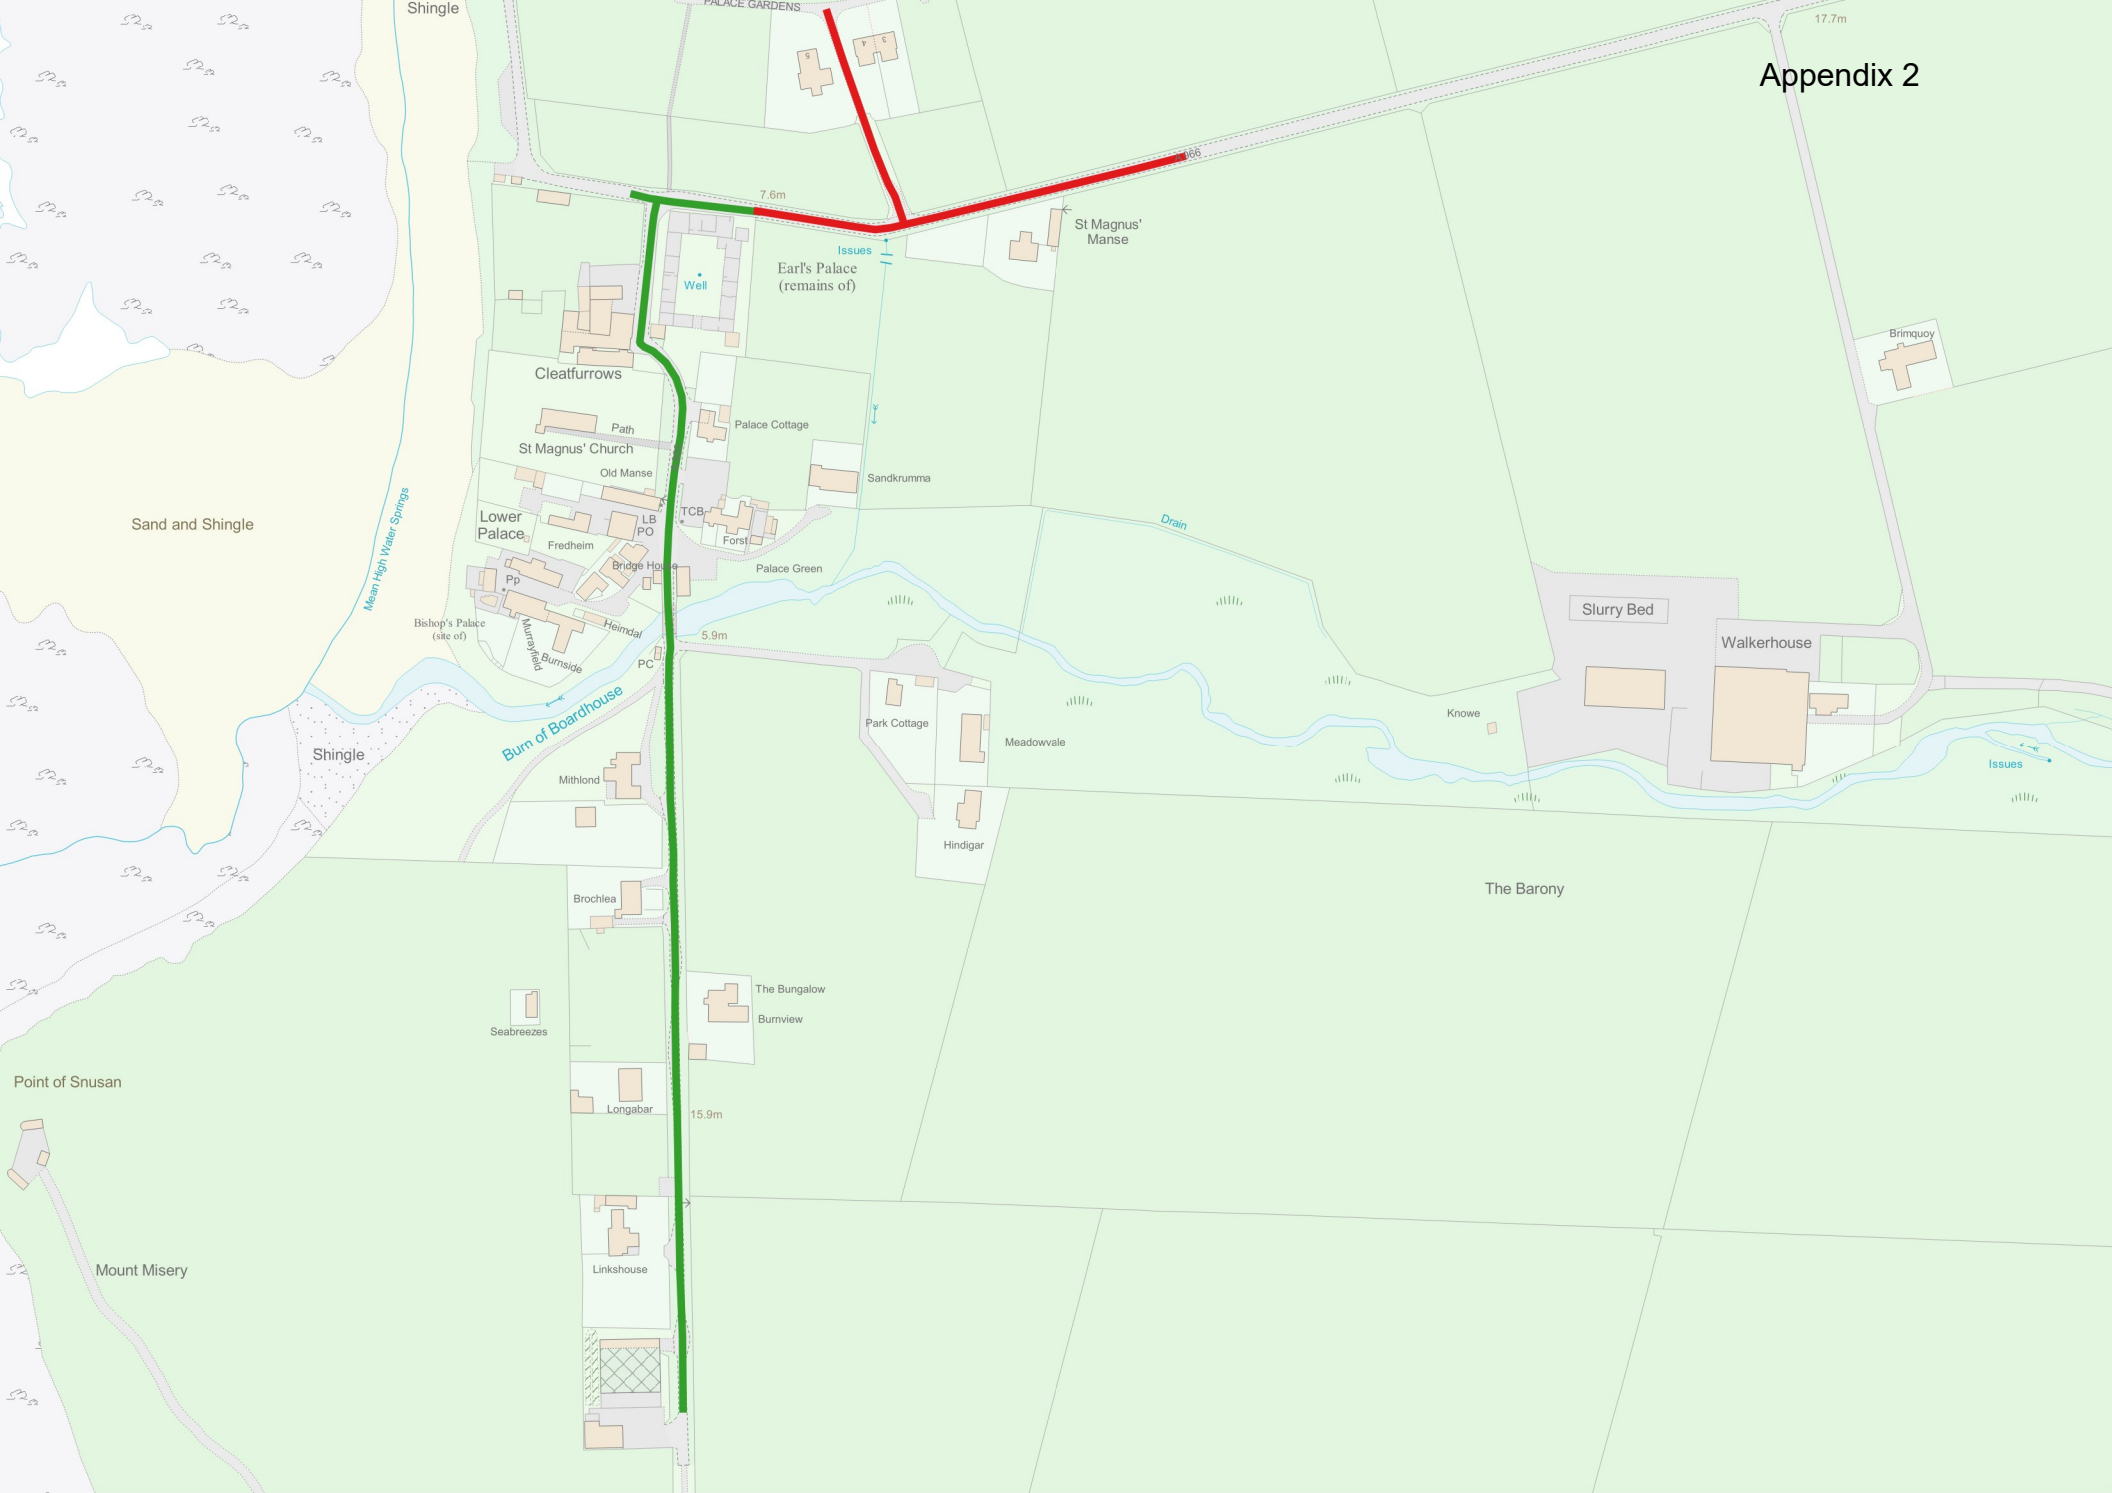 Shingle
PALACE GARDENS
17.7m
Appendix 2
5
4
3
7.6m
St Magnus'
Manse
Issues
Earl's Palace
(remains of)
Well
Brimquoy
Cleatfurrows
Path
St Magnus' Church
Palace Cottage
Old Manse
Sandkrumma
Mean High Water Springs
Sand and Shingle
Lower
Palace
LB
PO
TCB
Drain
Fredheim
Forst
Bridge House
Palace Green
Pp
Slurry Bed
Bishop's Palace
(site of)
Murrayfield
Heimdal
Burnside
5.9m
Walkerhouse
PC
Burn of Boardhouse
Knowe
Park Cottage
Meadowvale
Shingle
Mithlond
Issues
Hindigar
Brochlea
The Barony
The Bungalow
Burnview
Seabreezes
Point of Snusan
Longabar
15.9m
Mount Misery
Linkshouse